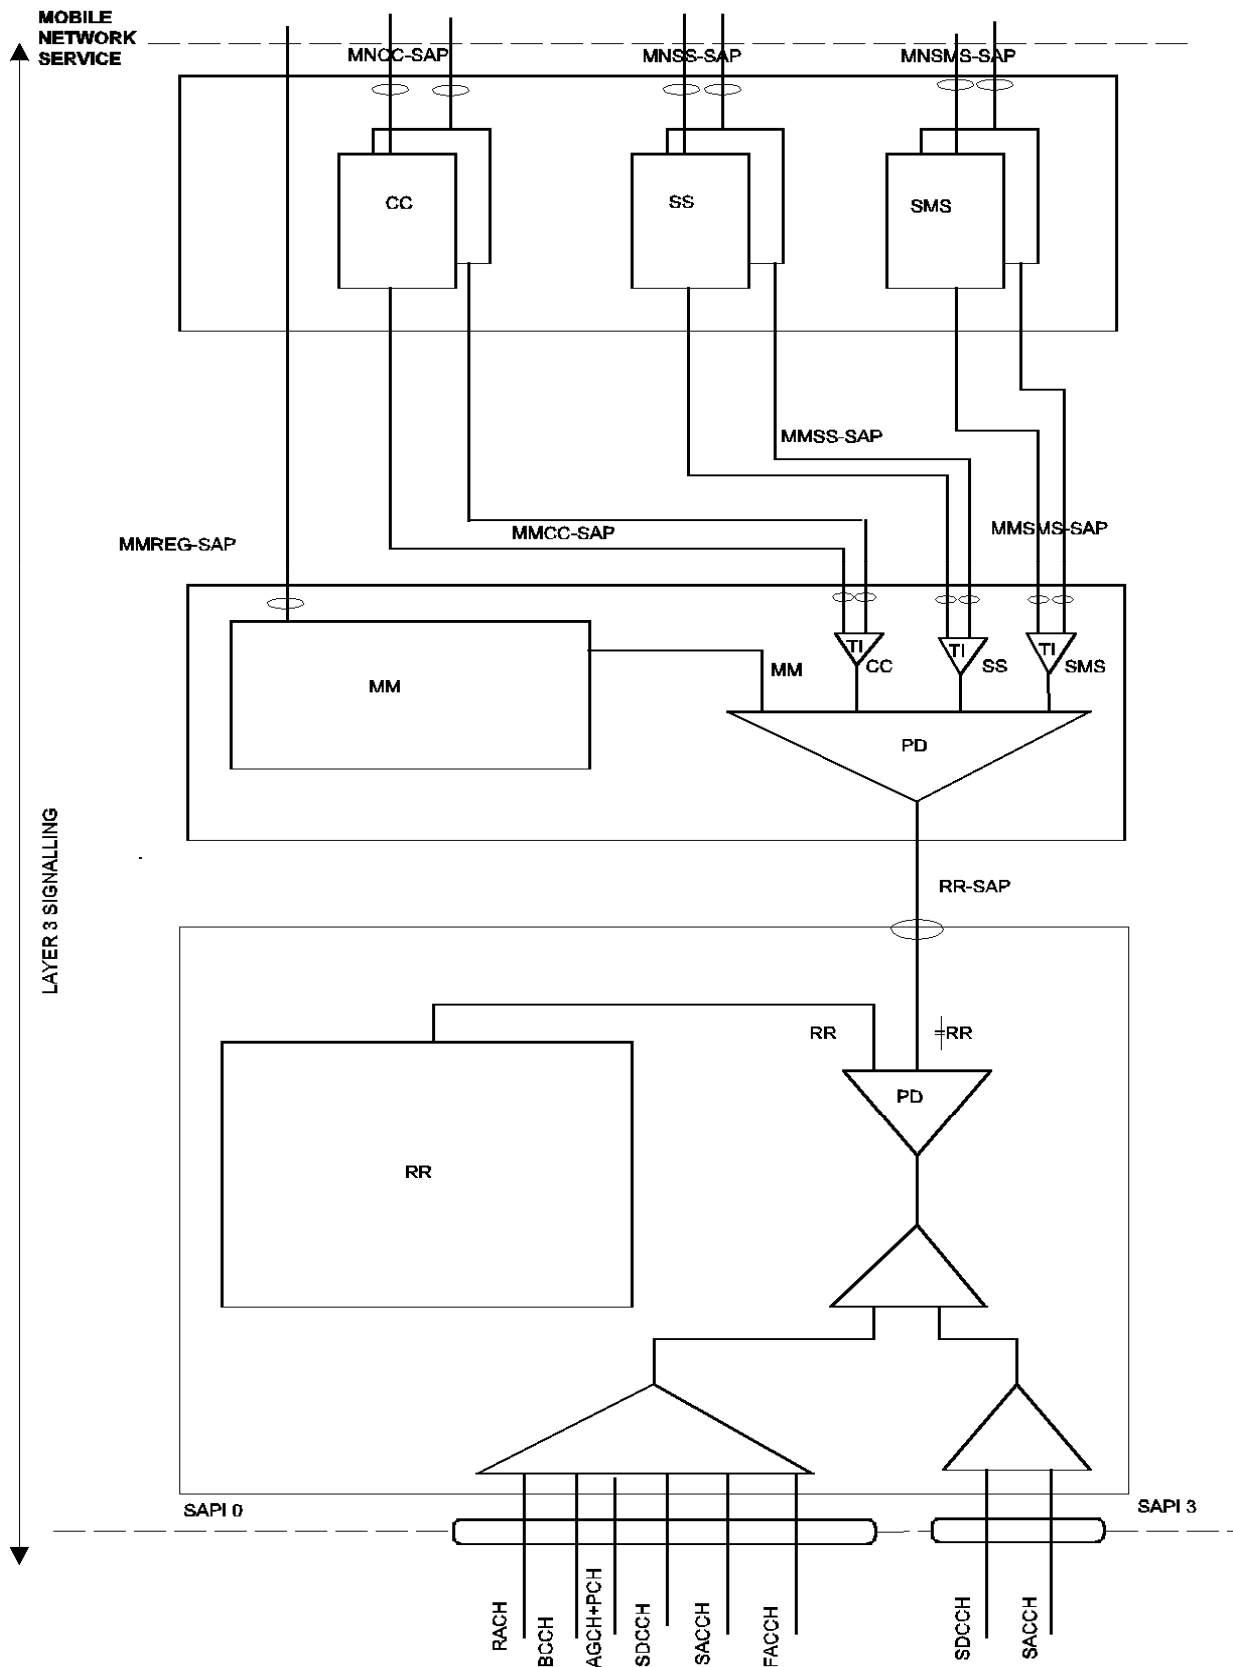 MOBILE
NETWORK
SERVICE
MNCC-SAP
MNSS-SAP
MNSMS-SAP
CC
SS
SMS
MMSS-SAP
MMCC-SAP
MMSMS-SAP
MMREG-SAP
TI
TI
TI
CC
SS
SMS
MM
MM
PD
RR-SAP
LAYER 3 SIGNALLING
RR
≠RR
PD
RR
SAPI 0
SAPI 3
RACH
BCCH
AGCH+PCH
SDCCH
SACCH
FACCH
SDCCH
SACCH